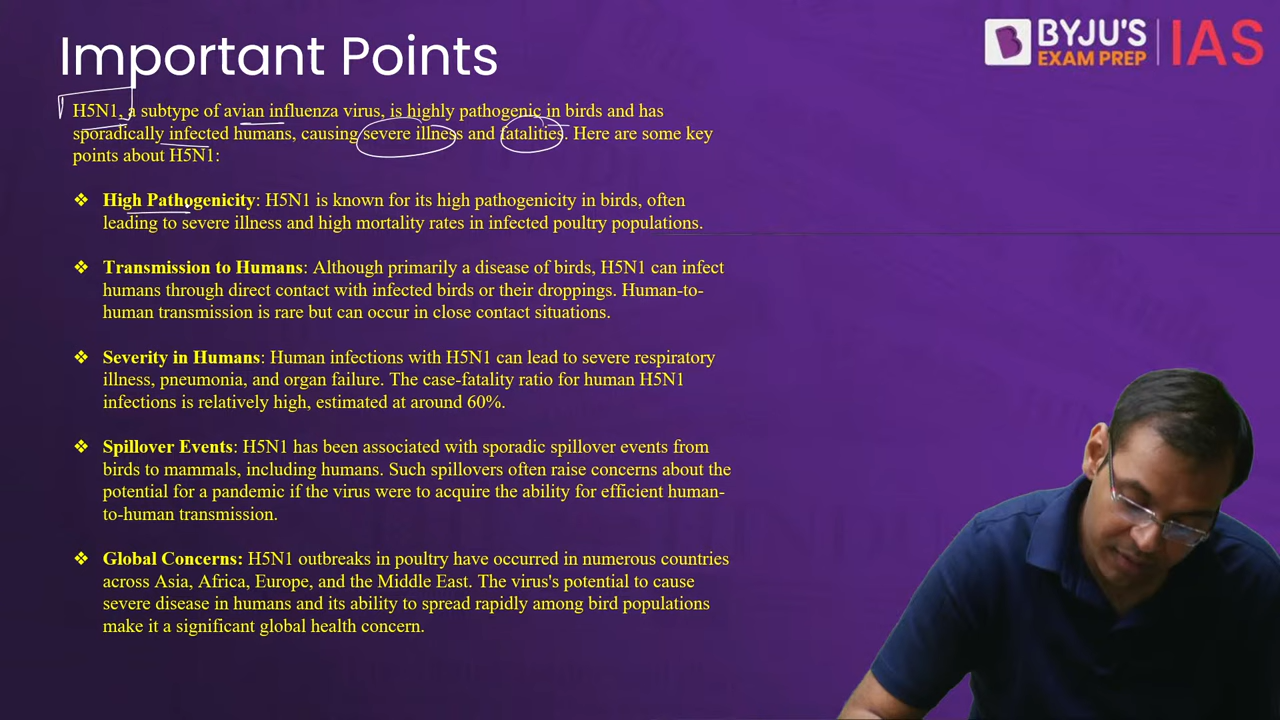 Important Points
BYJU'S
EXAM PREP
IAS
H5N1, a subtype of avian influenza virus, is highly pathogenic in birds and has
sporadically infected humans, causing severe illness and fatalities. Here are some key
points about H5N1:
❖ High Pathogenicity: H5N1 is known for its high pathogenicity in birds, often
leading to severe illness and high mortality rates in infected poultry populations.
❖ Transmission to Humans: Although primarily a disease of birds, H5N1 can infect
humans through direct contact with infected birds or their droppings. Human-to-
human transmission is rare but can occur in close contact situations.
❖ Severity in Humans: Human infections with H5N1 can lead to severe respiratory
illness, pneumonia, and organ failure. The case-fatality ratio for human H5N1
infections is relatively high, estimated at around 60%.
❖ Spillover Events: H5N1 has been associated with sporadic spillover events from
birds to mammals, including humans. Such spillovers often raise concerns about the
potential for a pandemic if the virus were to acquire the ability for efficient human-
to-human transmission.
❖ Global Concerns: H5N1 outbreaks in poultry have occurred in numerous countries
across Asia, Africa, Europe, and the Middle East. The virus's potential to cause
severe disease in humans and its ability to spread rapidly among bird populations
make it a significant global health concern.